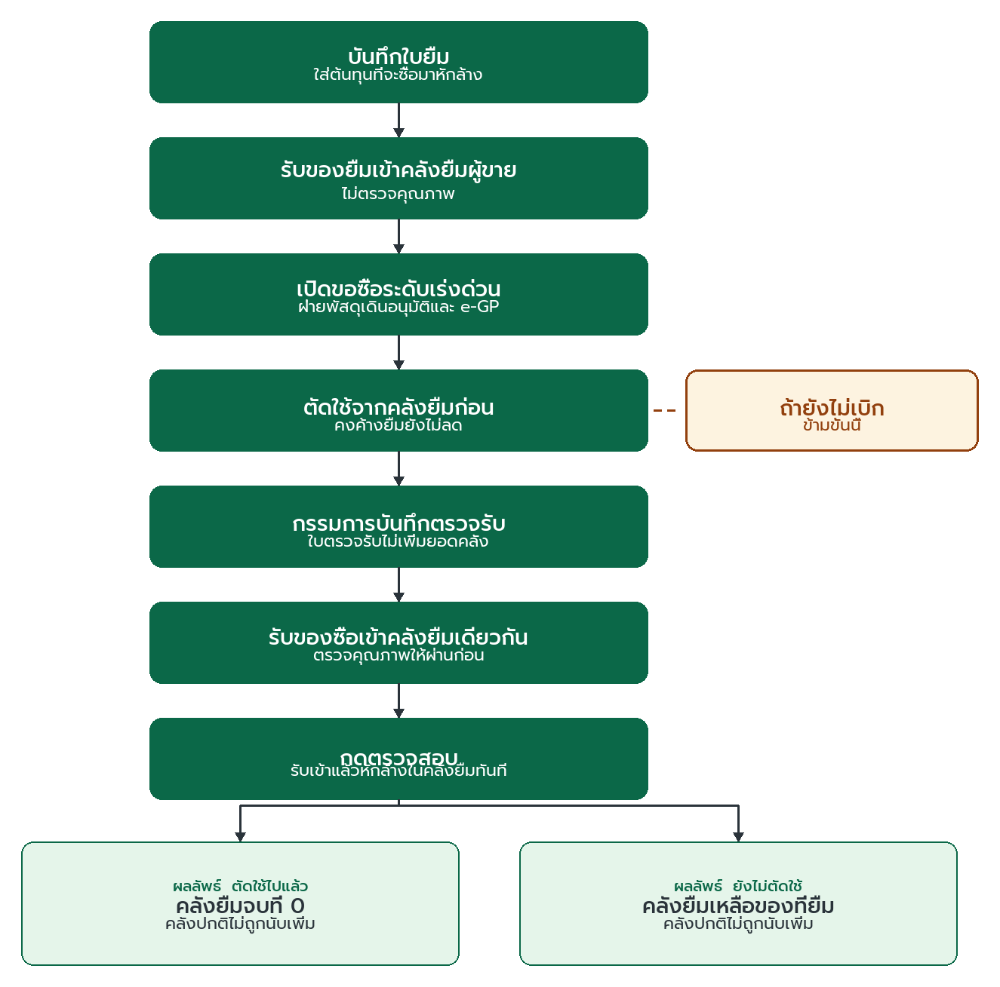 บันทึกใบยืม
ใส่ต้นทุนที่จะซื้อมาหักล้าง
รับของยืมเข้าคลังยืมผู้ขาย
ไม่ตรวจคุณภาพ
เปิดขอซื้อระดับเร่งด่วน
ฝ่ายพัสดุเดินอนุมัติและ e-GP
ตัดใช้จากคลังยืมก่อน
คงค้างยืมยังไม่ลด
ถ้ายังไม่เบิก
ข้ามขั้นนี้
กรรมการบันทึกตรวจรับ
ใบตรวจรับไม่เพิ่มยอดคลัง
รับของซื้อเข้าคลังยืมเดียวกัน
ตรวจคุณภาพให้ผ่านก่อน
กดตรวจสอบ
รับเข้าแล้วหักล้างในคลังยืมทันที
ผลลัพธ์ ตัดใช้ไปแล้ว
คลังยืมจบที่ 0
คลังปกติไม่ถูกนับเพิ่ม
ผลลัพธ์ ยังไม่ตัดใช้
คลังยืมเหลือของที่ยืม
คลังปกติไม่ถูกนับเพิ่ม